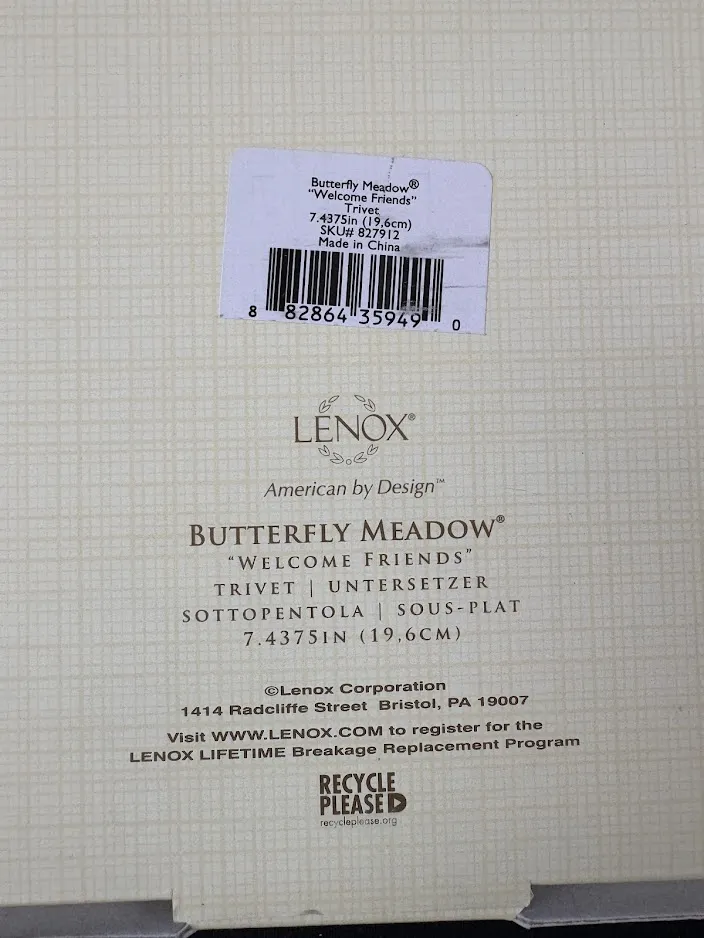 Butterfly Meadow®
"Welcome Friends"
Trivet
7.4375in (19,6cm)
SKU# 827912
Made in China
8 82864 35949 0
LENOX®
American by Design™
BUTTERFLY MEADOW®
"WELCOME FRIENDS"
TRIVET | UNTERSETZER
SOTTOPENTOLA | SOUS-PLAT
7.4375IN (19,6CM)
©Lenox Corporation
1414 Radcliffe Street Bristol, PA 19007
Visit WWW.LENOX.COM to register for the
LENOX LIFETIME Breakage Replacement Program
RECYCLE
PLEASE
recycleplease.org